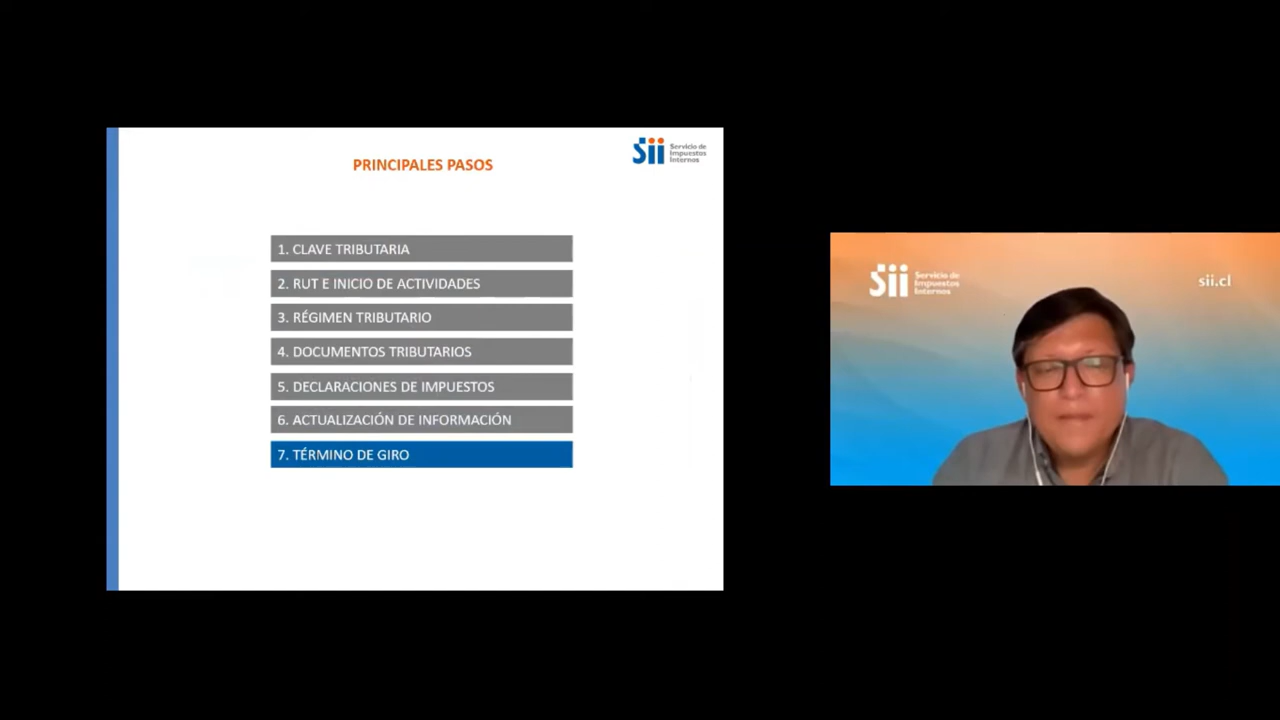 PRINCIPALES PASOS
Sii Servicio de
Impuestos
Internos
1. CLAVE TRIBUTARIA
2. RUT E INICIO DE ACTIVIDADES
3. RÉGIMEN TRIBUTARIO
4. DOCUMENTOS TRIBUTARIOS
5. DECLARACIONES DE IMPUESTOS
6. ACTUALIZACIÓN DE INFORMACIÓN
7. TÉRMINO DE GIRO
Sii Servicio de
Impuestos
Internos
sii.cl